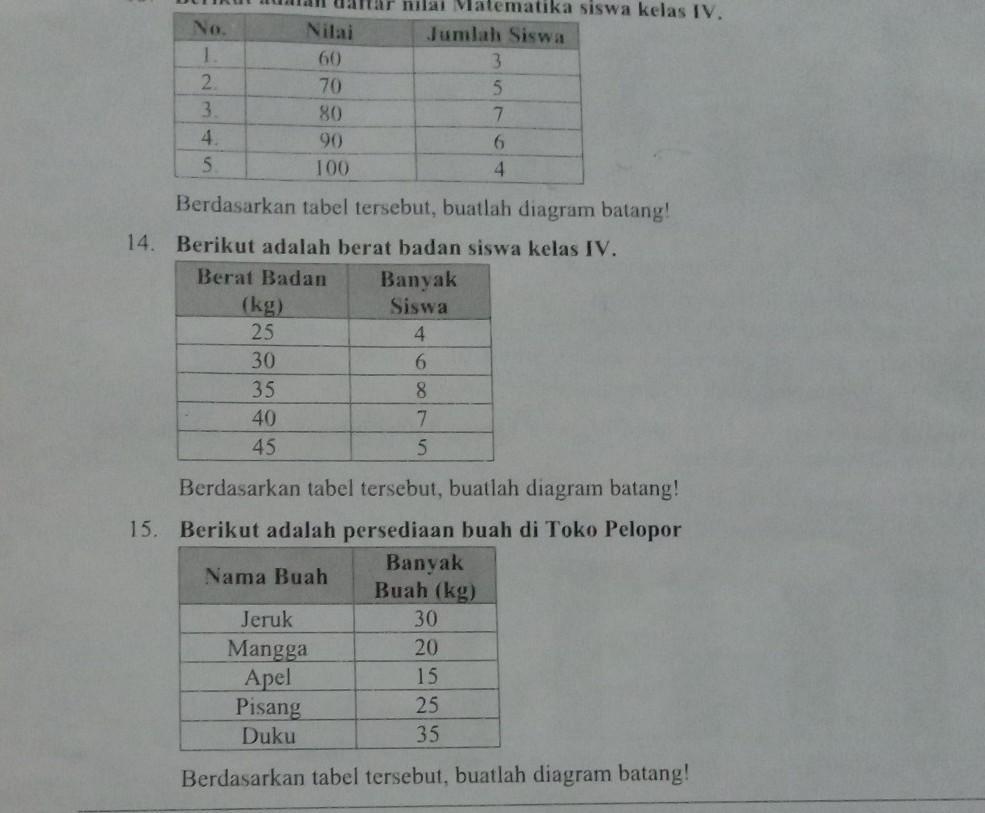 Berikut adalah daftar nilai Matematika siswa kelas IV.
No. Nilai Jumlah Siswa
1. 60 3
2. 70 5
3. 80 7
4. 90 6
5. 100 4
Berdasarkan tabel tersebut, buatlah diagram batang!
14. Berikut adalah berat badan siswa kelas IV.
Berat Badan (kg) Banyak Siswa
25 4
30 6
35 8
40 7
45 5
Berdasarkan tabel tersebut, buatlah diagram batang!
15. Berikut adalah persediaan buah di Toko Pelopor
Nama Buah Banyak Buah (kg)
Jeruk 30
Mangga 20
Apel 15
Pisang 25
Duku 35
Berdasarkan tabel tersebut, buatlah diagram batang!